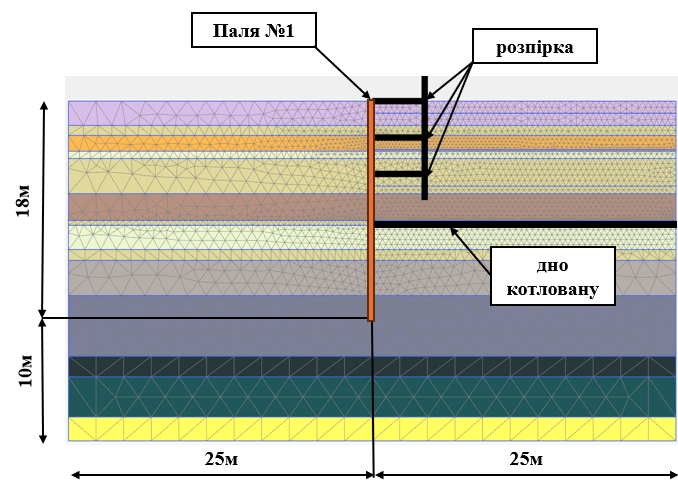 Паля №1
розпірка
18м
дно
котловану
10м
25м
25м